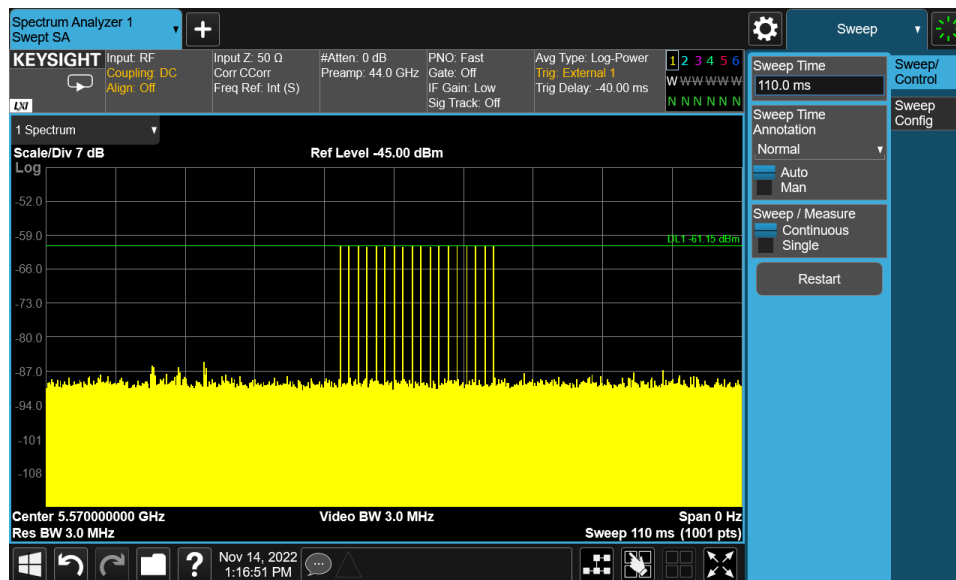 Spectrum Analyzer 1
Swept SA
+
Sweep
KEYSIGHT
Input: RF
Coupling: DC
Align: Off
Input Z: 50 Ω
Corr CCorr
Freq Ref: Int (S)
#Atten: 0 dB
Preamp: 44.0 GHz
PNO: Fast
Gate: Off
IF Gain: Low
Sig Track: Off
Avg Type: Log-Power
Trig: External 1
Trig Delay: -40.00 ms
1 2 3 4 5 6
W W W W W W
N N N N N N
LXI
1 Spectrum
Scale/Div 7 dB
Ref Level -45.00 dBm
Log
-52.0
-59.0
DL1 -61.15 dBm
-66.0
-73.0
-80.0
-87.0
-94.0
-101
-108
Center 5.570000000 GHz
Video BW 3.0 MHz
Span 0 Hz
Res BW 3.0 MHz
Sweep 110 ms (1001 pts)
Sweep Time
110.0 ms
Sweep Time
Annotation
Normal
Auto
Man
Sweep / Measure
Continuous
Single
Restart
Sweep/
Control
Sweep
Config
?
Nov 14, 2022
1:16:51 PM